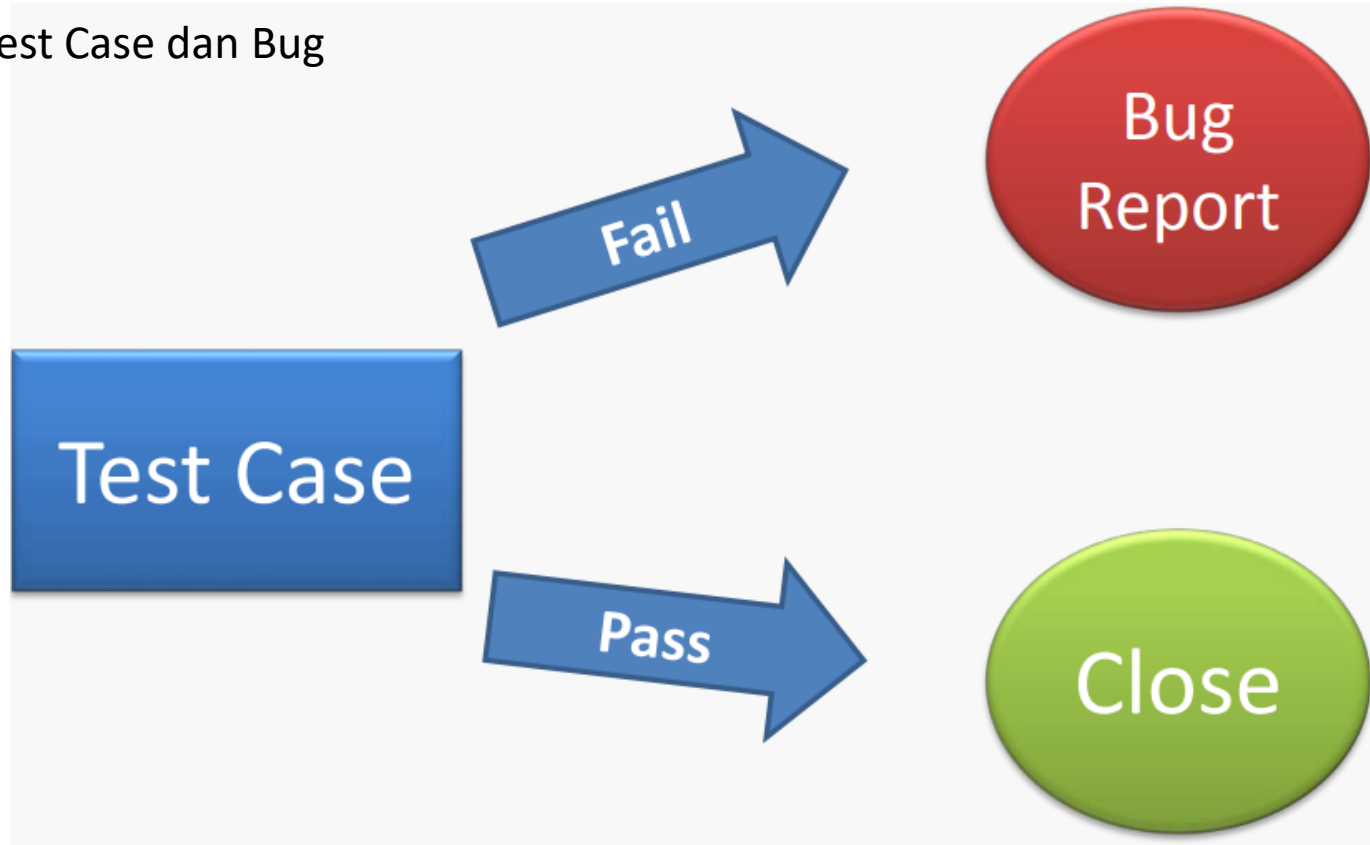 est Case dan Bug
Bug
Report
Fail
Test Case
Pass
Close